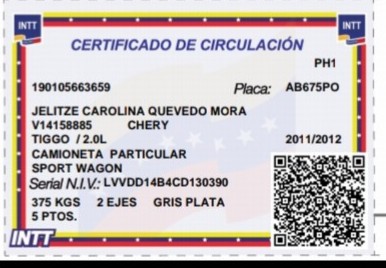 INTT INTT
CERTIFICADO DE CIRCULACIÓN
PH1
190105663659 Placa: AB675PO
JELITZE CAROLINA QUEVEDO MORA
V14158885 CHERY
TIGGO / 2.0L 2011/2012
CAMIONETA PARTICULAR
SPORT WAGON
Serial N.I.V.: LVVDD14B4CD130390
375 KGS 2 EJES GRIS PLATA
5 PTOS.
INTT